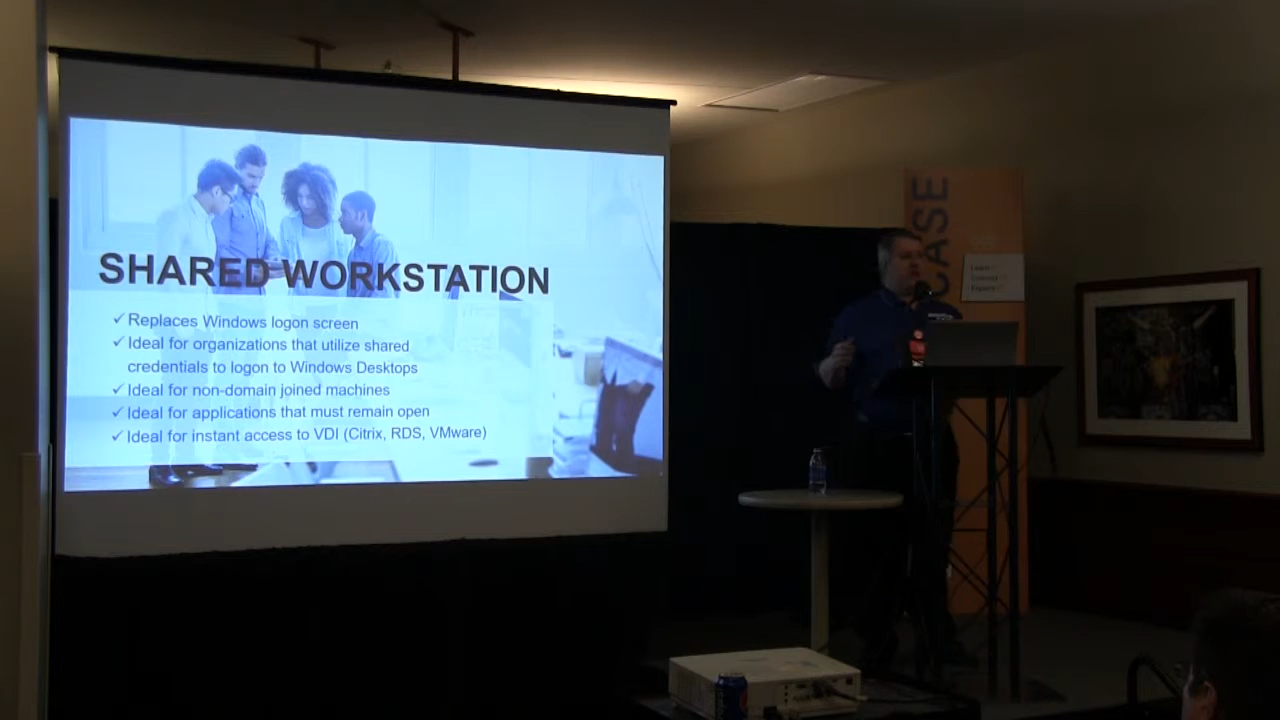 SHARED WORKSTATION
✓Replaces Windows logon screen
✓Ideal for organizations that utilize shared
credentials to logon to Windows Desktops
✓Ideal for non-domain joined machines
✓Ideal for applications that must remain open
✓Ideal for instant access to VDI (Citrix, RDS, VMware)
CASE